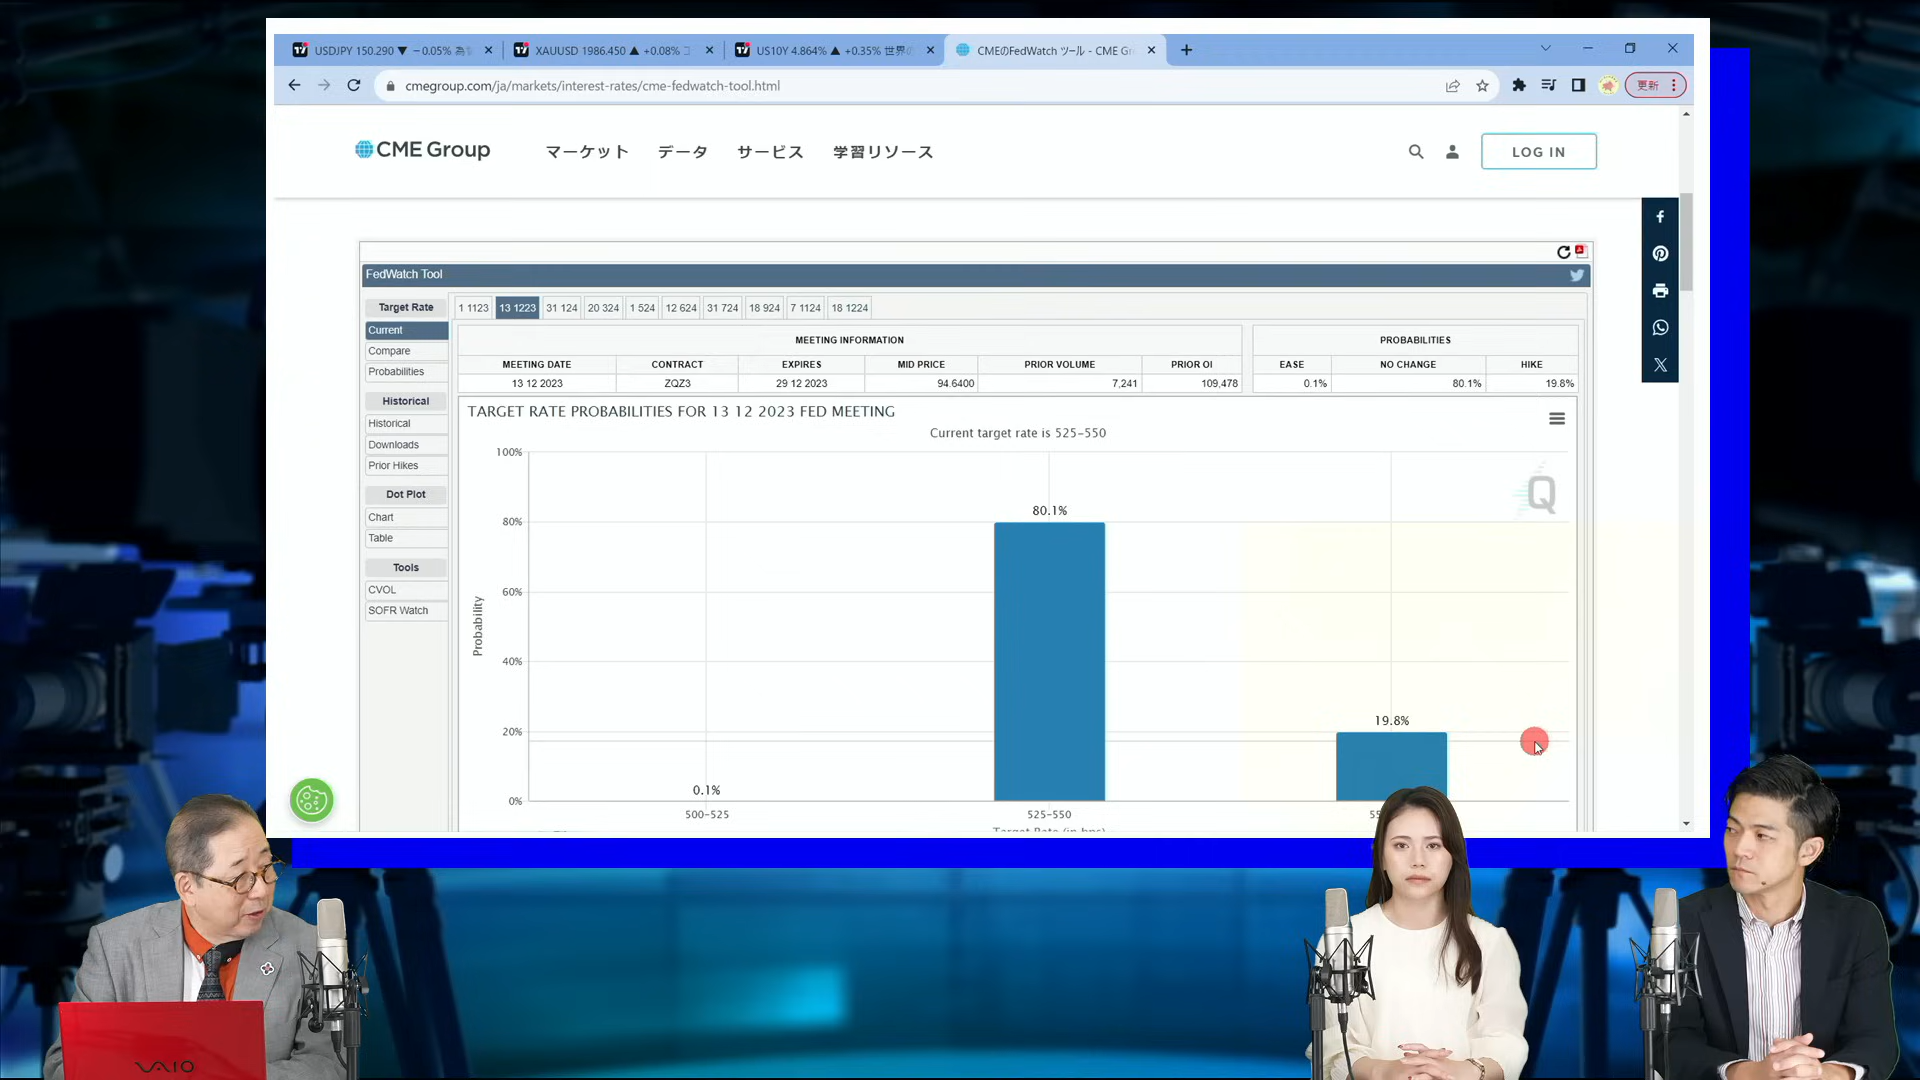 USDJPY 150.290 ▼ −0.05%
XAUUSD 1986.450 ▲ +0.08%
US10Y 4.864% ▲ +0.35% 世界の
CMEのFedWatch ツール - CME Gr
cmegroup.com/ja/markets/interest-rates/cme-fedwatch-tool.html
更新
CME Group
マーケット データ サービス 学習リソース
LOG IN
FedWatch Tool
Target Rate
Current
Compare
Probabilities
Historical
Historical
Downloads
Prior Hikes
Dot Plot
Chart
Table
Tools
CVOL
SOFR Watch
1 1123 13 1223 31 124 20 324 1 524 12 624 31 724 18 924 7 1124 18 1224
MEETING INFORMATION
MEETING DATE CONTRACT EXPIRES MID PRICE PRIOR VOLUME PRIOR OI
13 12 2023 ZQZ3 29 12 2023 94.6400 7,241 109,478
PROBABILITIES
EASE NO CHANGE HIKE
0.1% 80.1% 19.8%
TARGET RATE PROBABILITIES FOR 13 12 2023 FED MEETING
Current target rate is 525–550
Probability
100%
80%
60%
40%
20%
0%
0.1%
80.1%
19.8%
500–525
525–550
Target Rate (in bps)
Q
VAIO